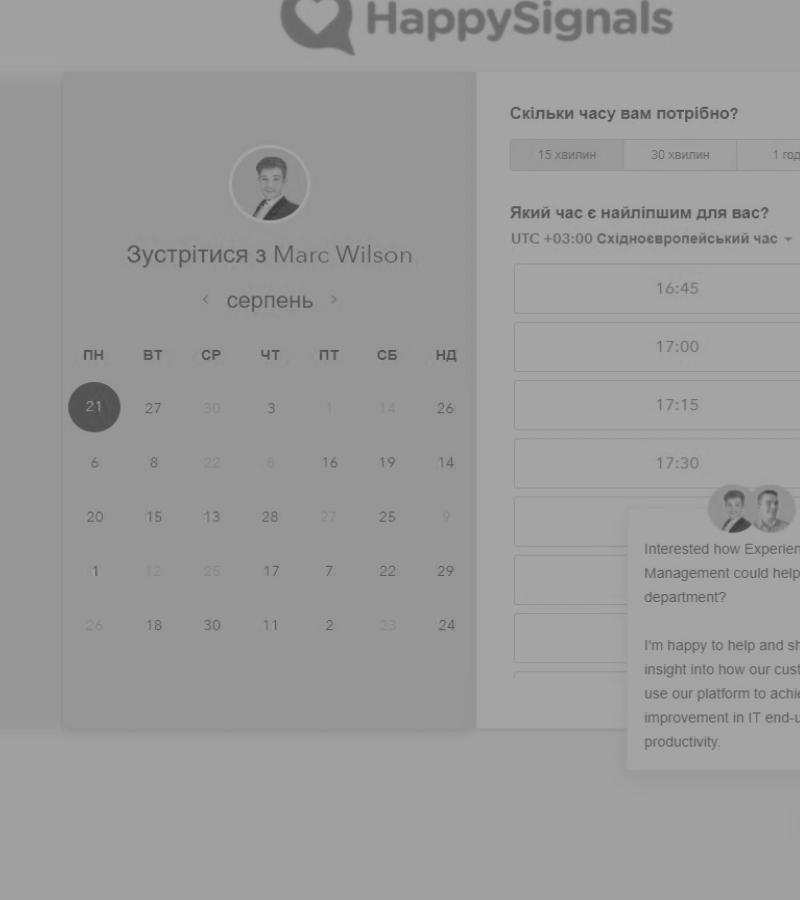 HappySignals
Зустрітися з Marc Wilson
‹ серпень ›
ПН ВТ СР ЧТ ПТ СБ НД
21 27 30 3 1 14 26
6 8 22 8 16 19 14
20 15 13 28 27 25 9
1 12 25 17 7 22 29
26 18 30 11 2 23 24
Скільки часу вам потрібно?
15 хвилин 30 хвилин 1 год
Який час є найліпшим для вас?
UTC +03:00 Східноєвропейський час
16:45
17:00
17:15
17:30
Interested how Experien
Management could help
department?
I'm happy to help and sh
insight into how our cust
use our platform to achie
improvement in IT end-u
productivity.